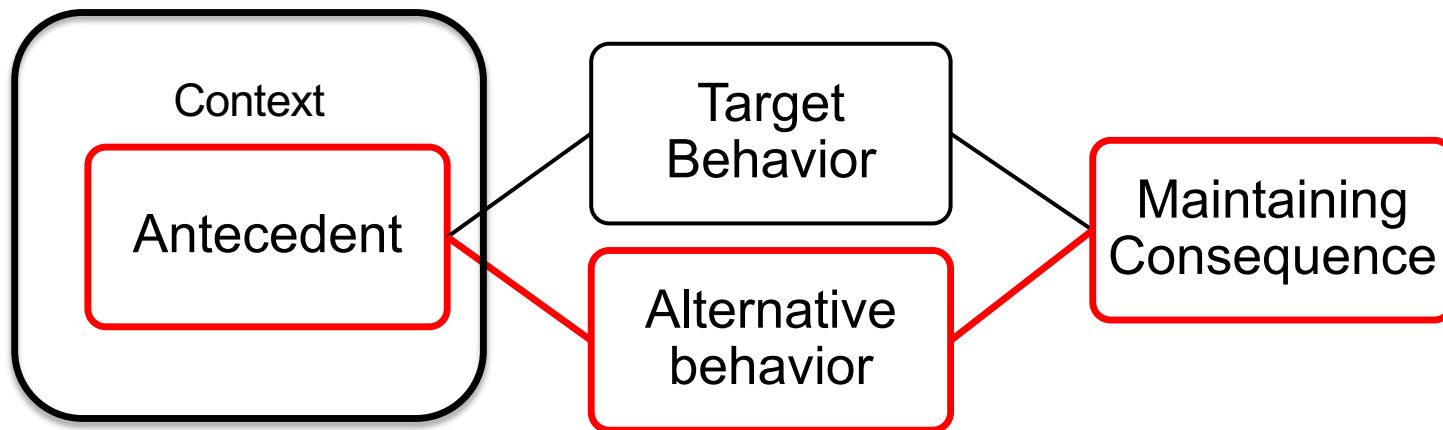 Context
Antecedent
Target
Behavior
Alternative
behavior
Maintaining
Consequence